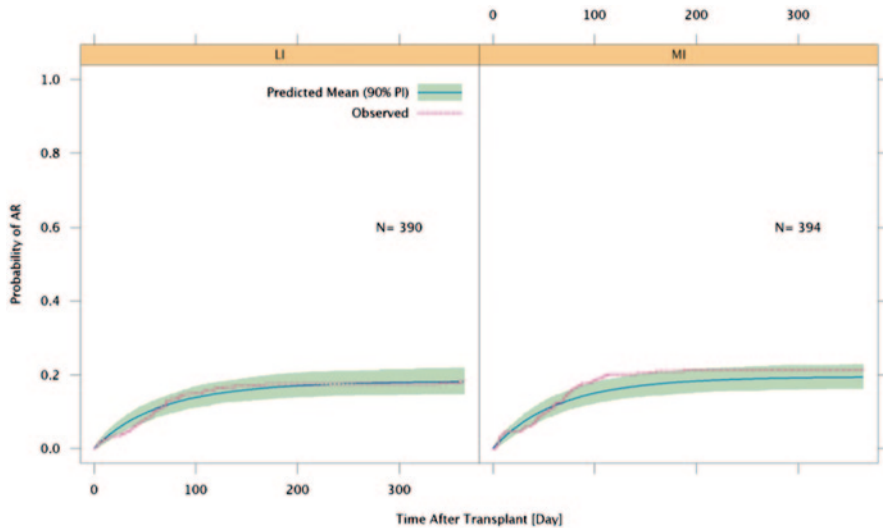 0 100 200 300
LI MI
1.0
Predicted Mean (90% PI)
Observed
0.8
0.6
N= 390 N= 394
0.4
0.2
0.0
Probability of AR
0 100 200 300
Time After Transplant [Day]